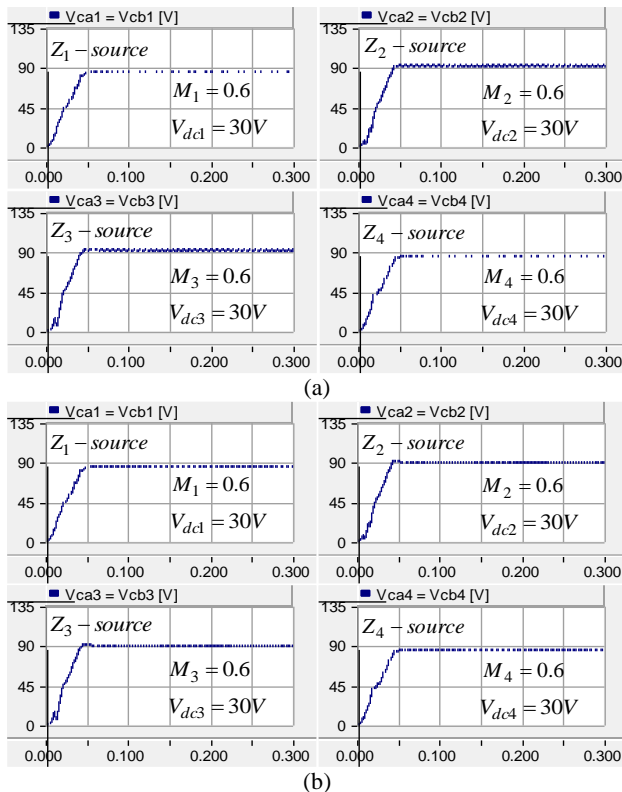 Vca1 = Vcb1 [V]
135
90
45
0
Z1 − source
M1 = 0.6
Vdc1 = 30V
0.000 0.100 0.200 0.300
Vca2 = Vcb2 [V]
135
90
45
0
Z2 − source
M2 = 0.6
Vdc2 = 30V
0.000 0.100 0.200 0.300
Vca3 = Vcb3 [V]
135
90
45
0
Z3 − source
M3 = 0.6
Vdc3 = 30V
0.000 0.100 0.200 0.300
Vca4 = Vcb4 [V]
135
90
45
0
Z4 − source
M4 = 0.6
Vdc4 = 30V
0.000 0.100 0.200 0.300
(a)
Vca1 = Vcb1 [V]
135
90
45
0
Z1 − source
M1 = 0.6
Vdc1 = 30V
0.000 0.100 0.200 0.300
Vca2 = Vcb2 [V]
135
90
45
0
Z2 − source
M2 = 0.6
Vdc2 = 30V
0.000 0.100 0.200 0.300
Vca3 = Vcb3 [V]
135
90
45
0
Z3 − source
M3 = 0.6
Vdc3 = 30V
0.000 0.100 0.200 0.300
Vca4 = Vcb4 [V]
135
90
45
0
Z4 − source
M4 = 0.6
Vdc4 = 30V
0.000 0.100 0.200 0.300
(b)